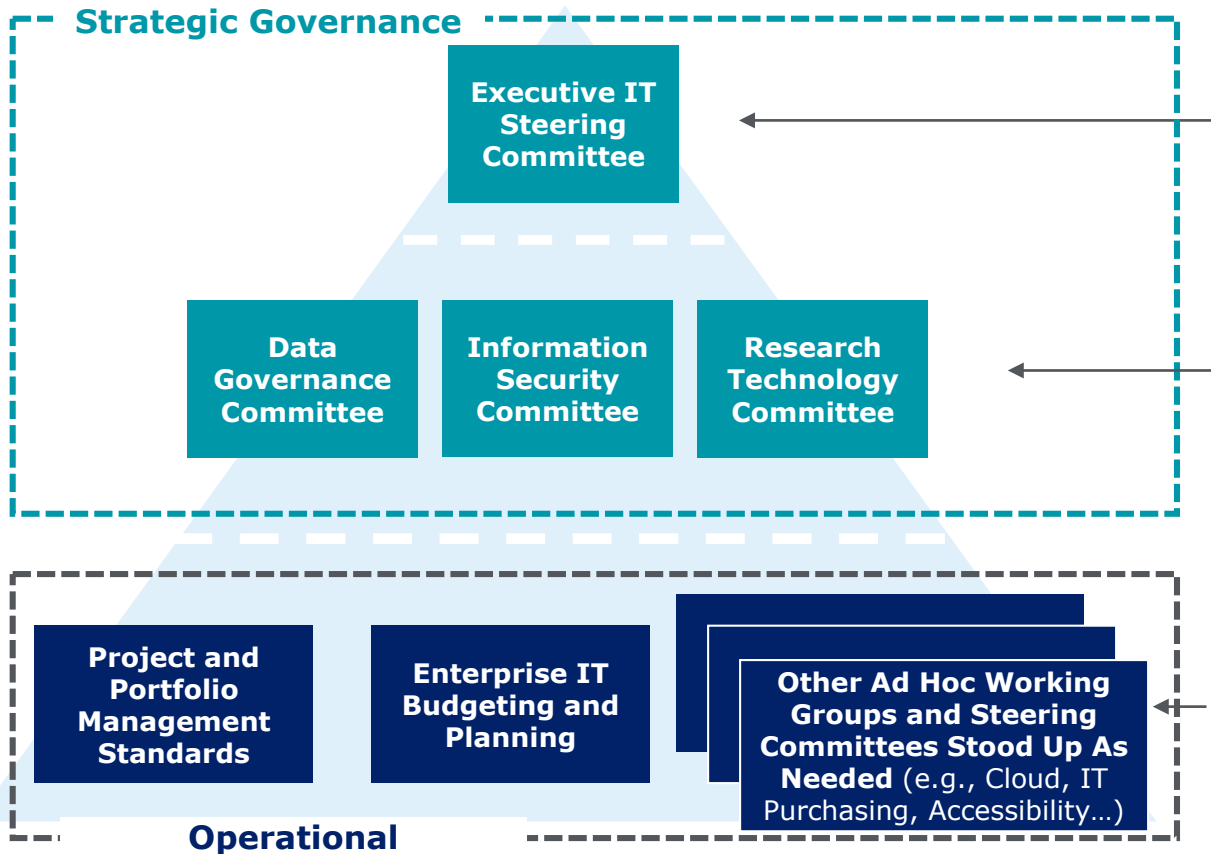 Strategic Governance
Executive IT
Steering
Committee
Data
Governance
Committee
Information
Security
Committee
Research
Technology
Committee
Project and
Portfolio
Management
Standards
Enterprise IT
Budgeting and
Planning
Other Ad Hoc Working
Groups and Steering
Committees Stood Up As
Needed (e.g., Cloud, IT
Purchasing, Accessibility…)
Operational